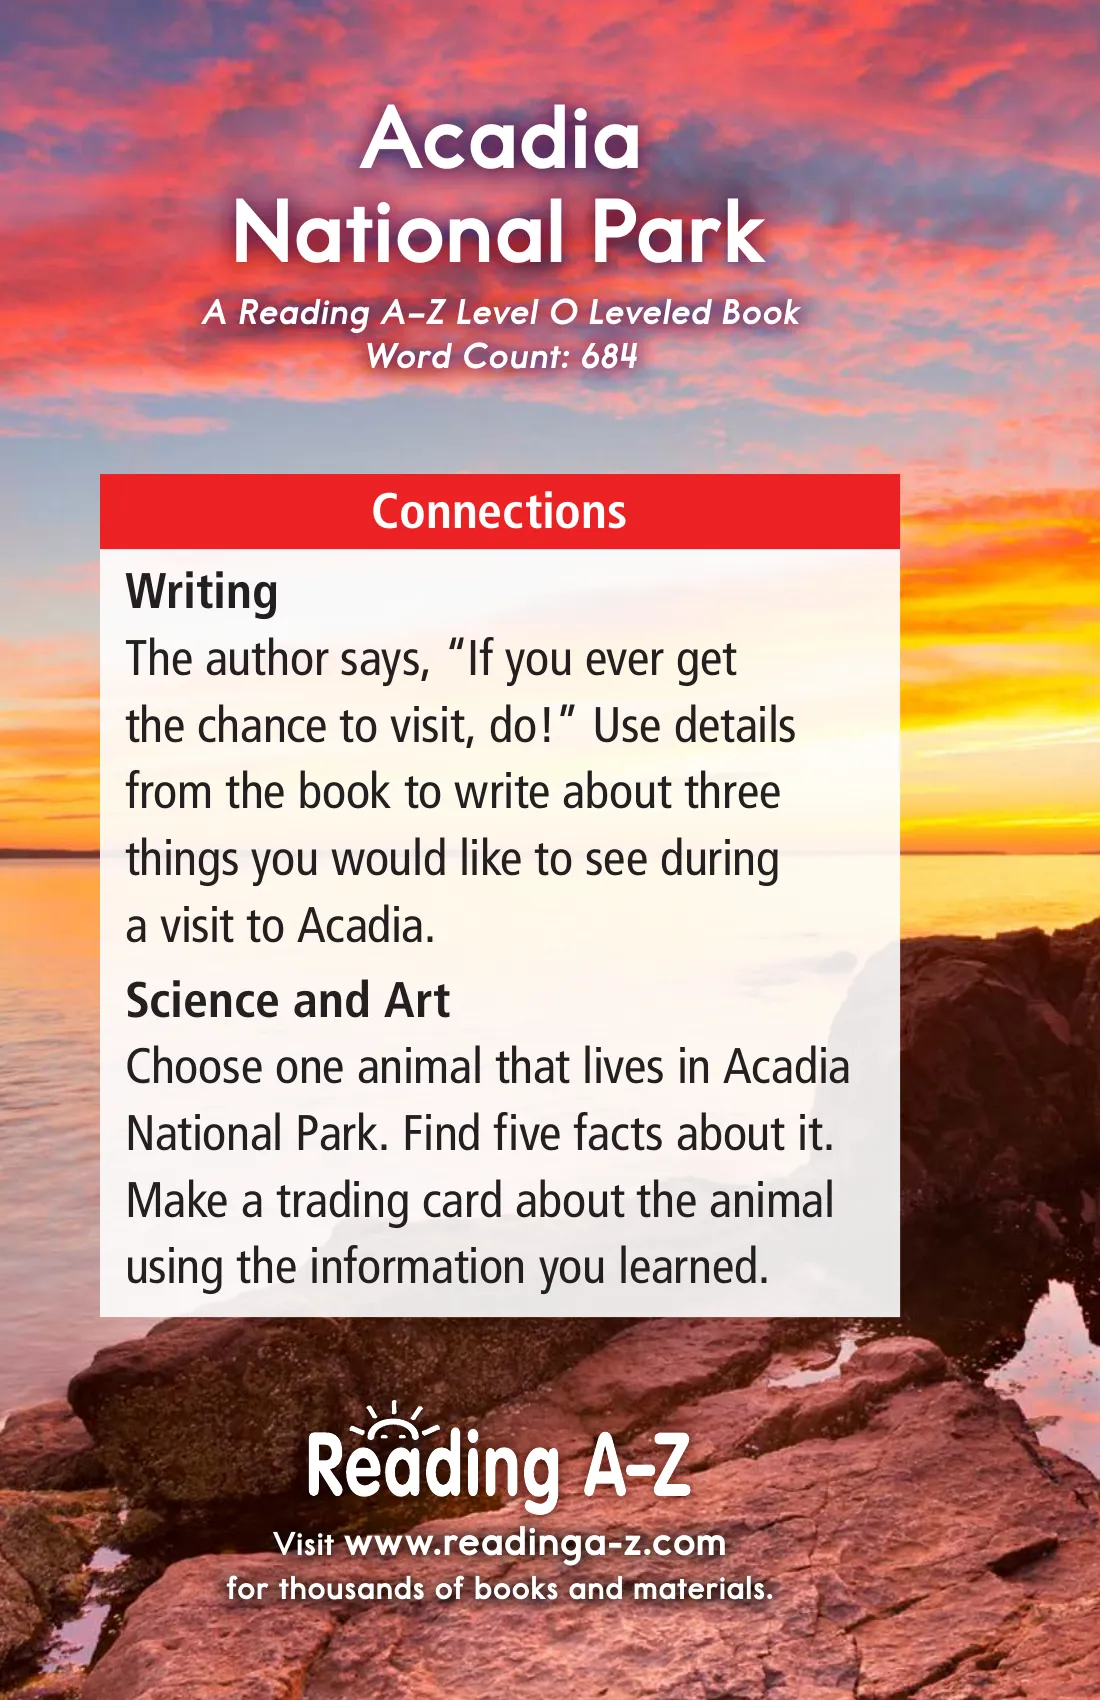 Acadia
National Park
A Reading A–Z Level O Leveled Book
Word Count: 684
Connections
Writing
The author says, “If you ever get
the chance to visit, do!” Use details
from the book to write about three
things you would like to see during
a visit to Acadia.
Science and Art
Choose one animal that lives in Acadia
National Park. Find five facts about it.
Make a trading card about the animal
using the information you learned.
Reading A–Z
Visit www.readinga-z.com
for thousands of books and materials.